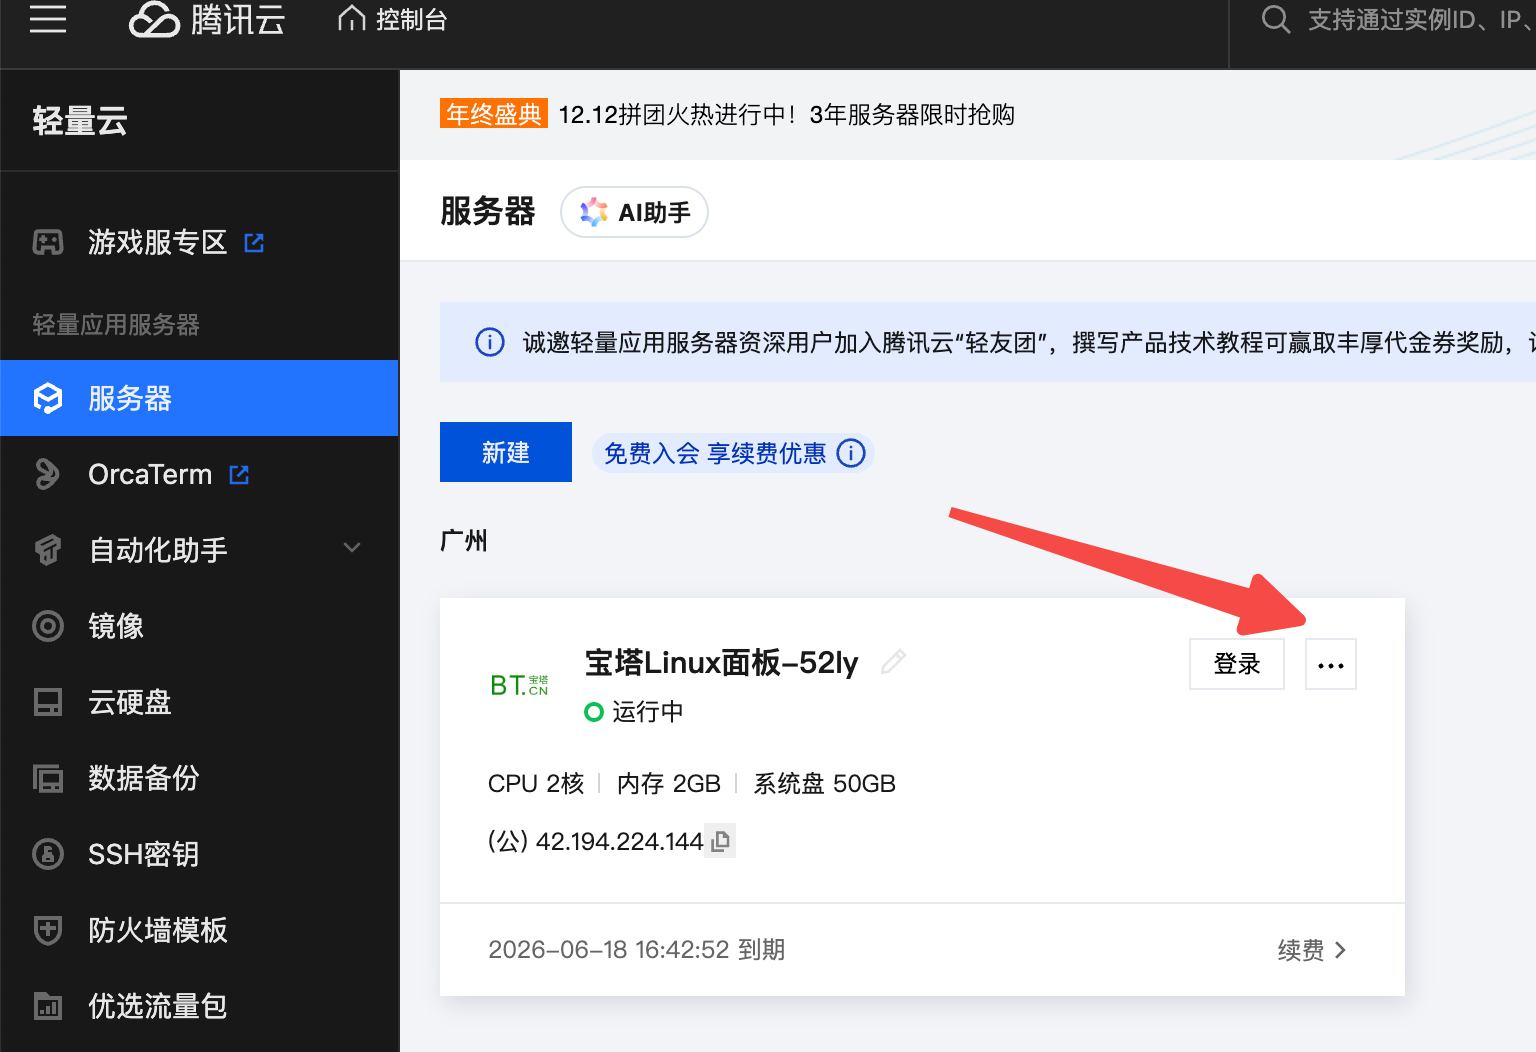 腾讯云
控制台
支持通过实例ID、IP、
轻量云
年终盛典 12.12拼团火热进行中！3年服务器限时抢购
服务器
AI助手
游戏服专区
轻量应用服务器
诚邀轻量应用服务器资深用户加入腾讯云“轻友团”，撰写产品技术教程可赢取丰厚代金券奖励，
服务器
新建
免费入会 享续费优惠
OrcaTerm
广州
自动化助手
镜像
BT.宝塔CN
宝塔Linux面板-52ly
登录
...
运行中
云硬盘
数据备份
CPU 2核
内存 2GB
系统盘 50GB
(公) 42.194.224.144
SSH密钥
防火墙模板
2026-06-18 16:42:52 到期
续费
优选流量包